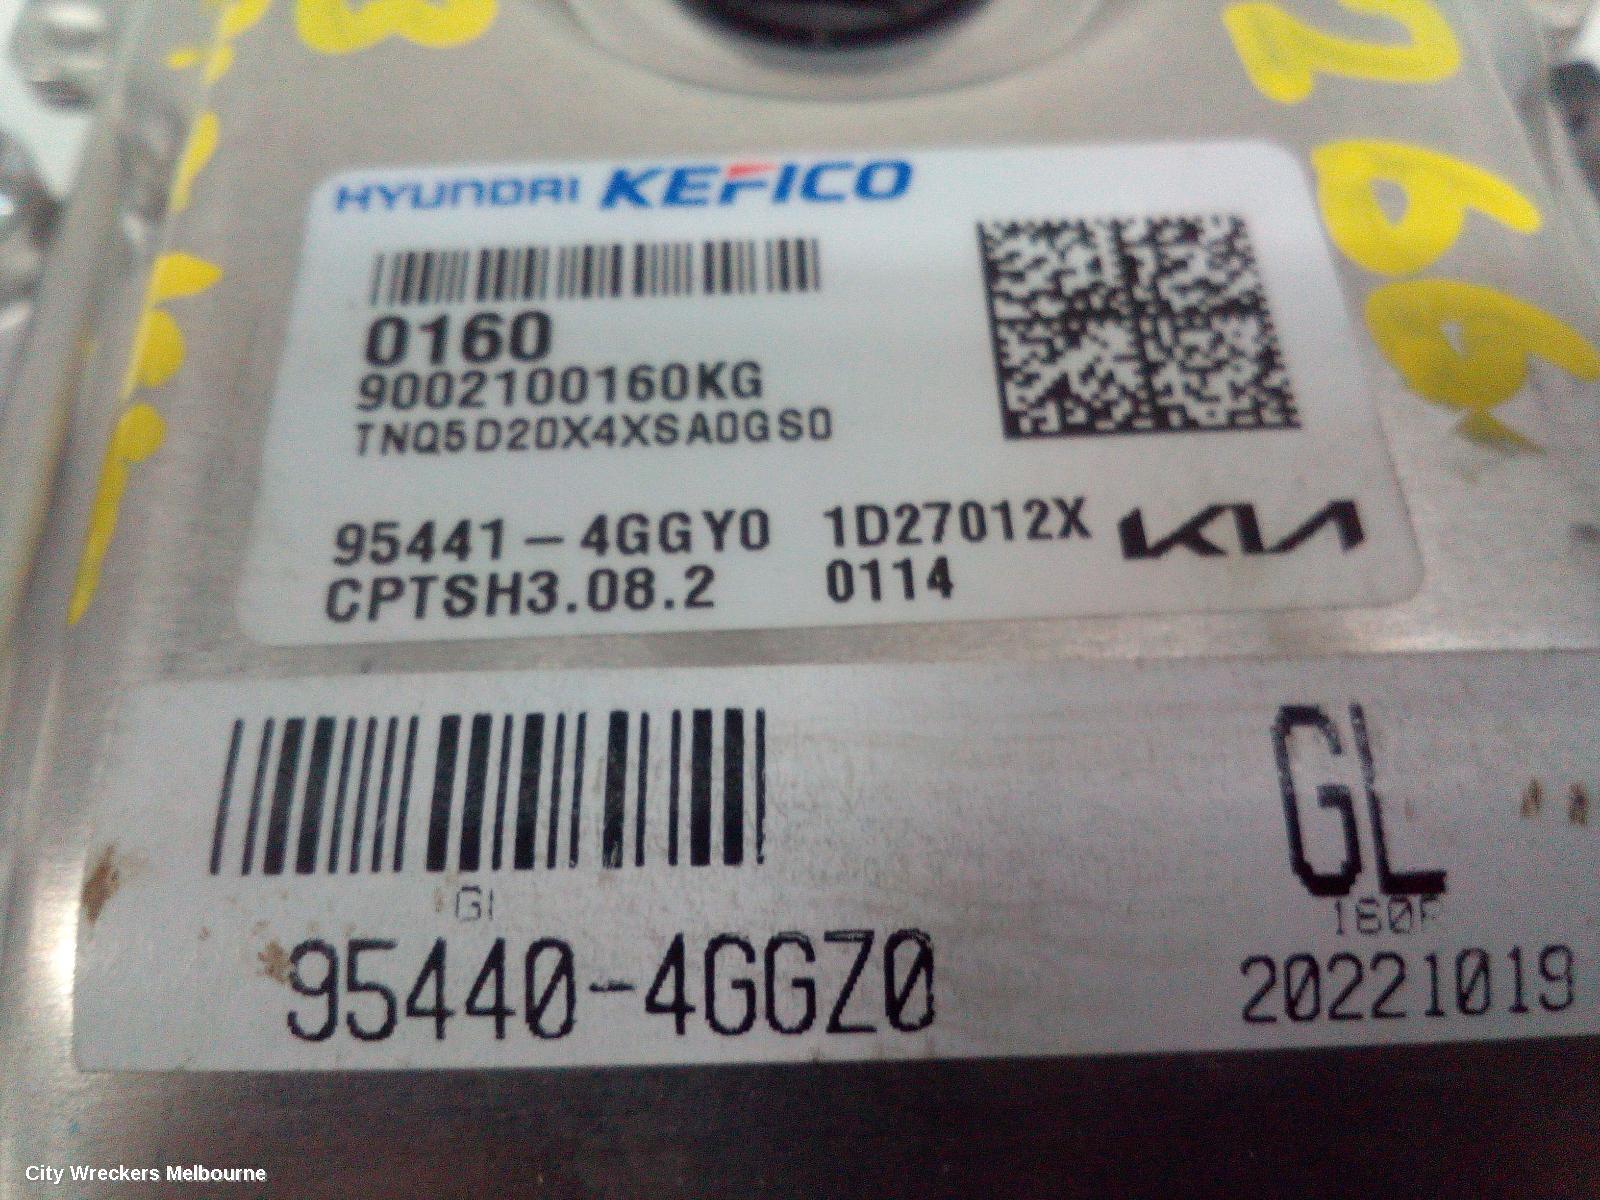 HYUNDAI KEFICO
0160
9002100160KG
TNQ5D20X4XSA0GS0
95441-4GGY0 1D27012X KIA
CPTSH3.08.2 0114
GL
95440-4GGZ0
20221019
City Wreckers Melbourne